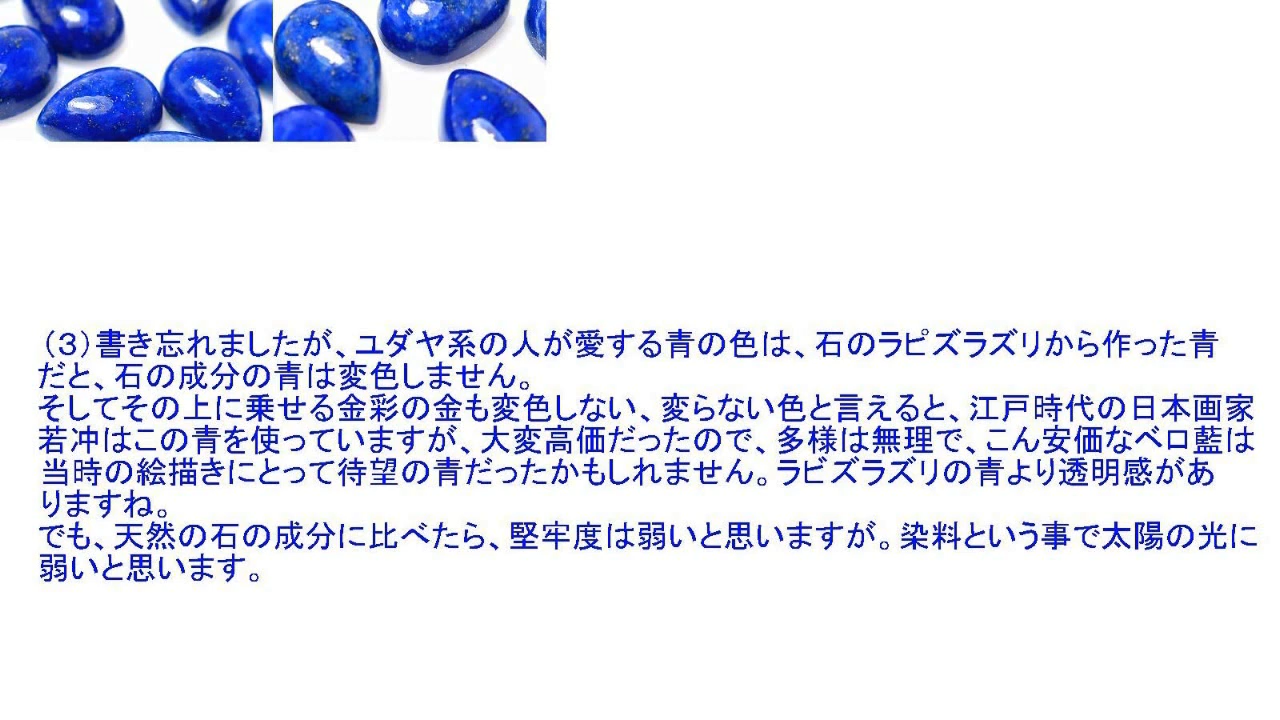 （３）書き忘れましたが、ユダヤ系の人が愛する青の色は、石のラピズラズリから作った青
だと、石の成分の青は変色しません。
そしてその上に乗せる金彩の金も変色しない、変らない色と言えると、江戸時代の日本画家
若冲はこの青を使っていますが、大変高価だったので、多様は無理で、こん安価なベロ藍は
当時の絵描きにとって待望の青だったかもしれません。ラビズラズリの青より透明感があ
りますね。
でも、天然の石の成分に比べたら、堅牢度は弱いと思いますが。染料という事で太陽の光に
弱いと思います。